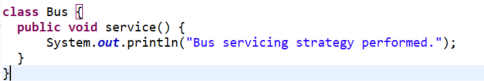 class Bus {
  public void service() {
      System.out.println("Bus servicing strategy performed.");
  }
}